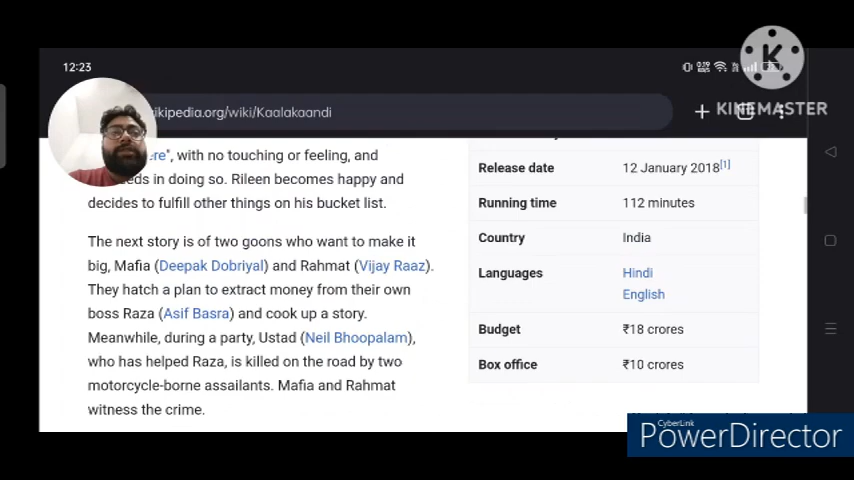 12:23
KINEMASTER
ikipedia.org/wiki/Kaalakaandi
ere", with no touching or feeling, and
ds in doing so. Rileen becomes happy and
decides to fulfill other things on his bucket list.
The next story is of two goons who want to make it
big, Mafia (Deepak Dobriyal) and Rahmat (Vijay Raaz).
They hatch a plan to extract money from their own
boss Raza (Asif Basra) and cook up a story.
Meanwhile, during a party, Ustad (Neil Bhoopalam),
who has helped Raza, is killed on the road by two
motorcycle-borne assailants. Mafia and Rahmat
witness the crime.
Release date 12 January 2018[1]
Running time 112 minutes
Country India
Languages Hindi
English
Budget ₹18 crores
Box office ₹10 crores
CyberLink
PowerDirector